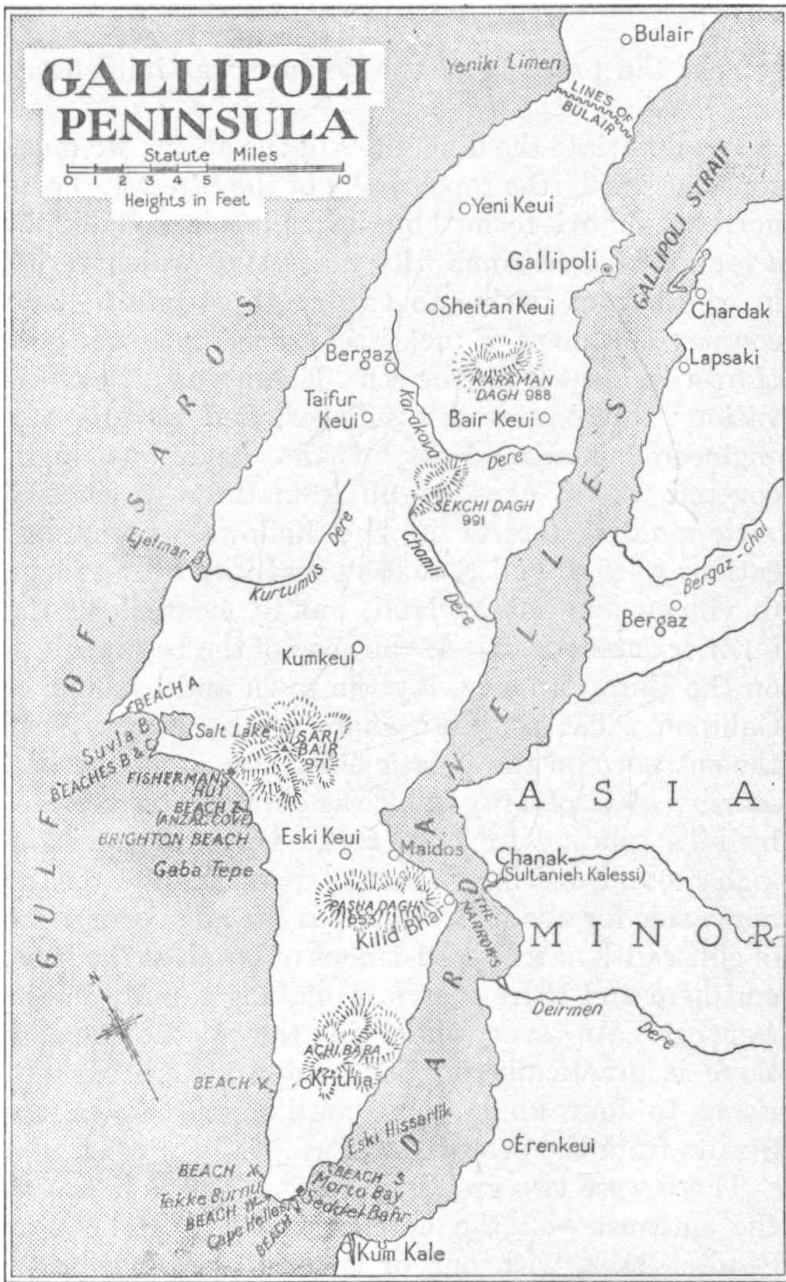 GALLIPOLI
PENINSULA
Statute Miles
0 1 2 3 4 5 10
Heights in Feet
Bulair
Yeniki Limen
LINES OF
BULAIR
Yeni Keui
GALLIPOLI STRAIT
Gallipoli
Sheitan Keui
Chardak
Bergaz
Lapsaki
KARAMAN
DAGH 988
Taifur
Keui
Karakova
Dere
Bair Keui
SEKCHI DAGH
991
Ejelmar B.
Kurtumus Dere
Chamli Dere
Bergaz-chai
Bergaz
Kumkeui
GULF OF SAROS
DARDANELLES
BEACH A
Suvla B.
BEACHES B & C
Salt Lake
SARI
BAIR
971
FISHERMANS
HUT
BEACH Z
(ANZAC COVE)
BRIGHTON BEACH
Gaba Tepe
ASIA
MINOR
Eski Keui
Maidos
Chanak
(Sultanieh Kalessi)
PASHA DAGH
Kilid Bhar
THE
NARROWS
N
Deirmen
Dere
ACHI BABA
BEACH Y
Krithia
Eski Hissarlik
Erenkeui
BEACH X
Tekke Burnu
BEACH W
Cape Helles
BEACH V
BEACH S
Morto Bay
Seddel Bahr
Kum Kale